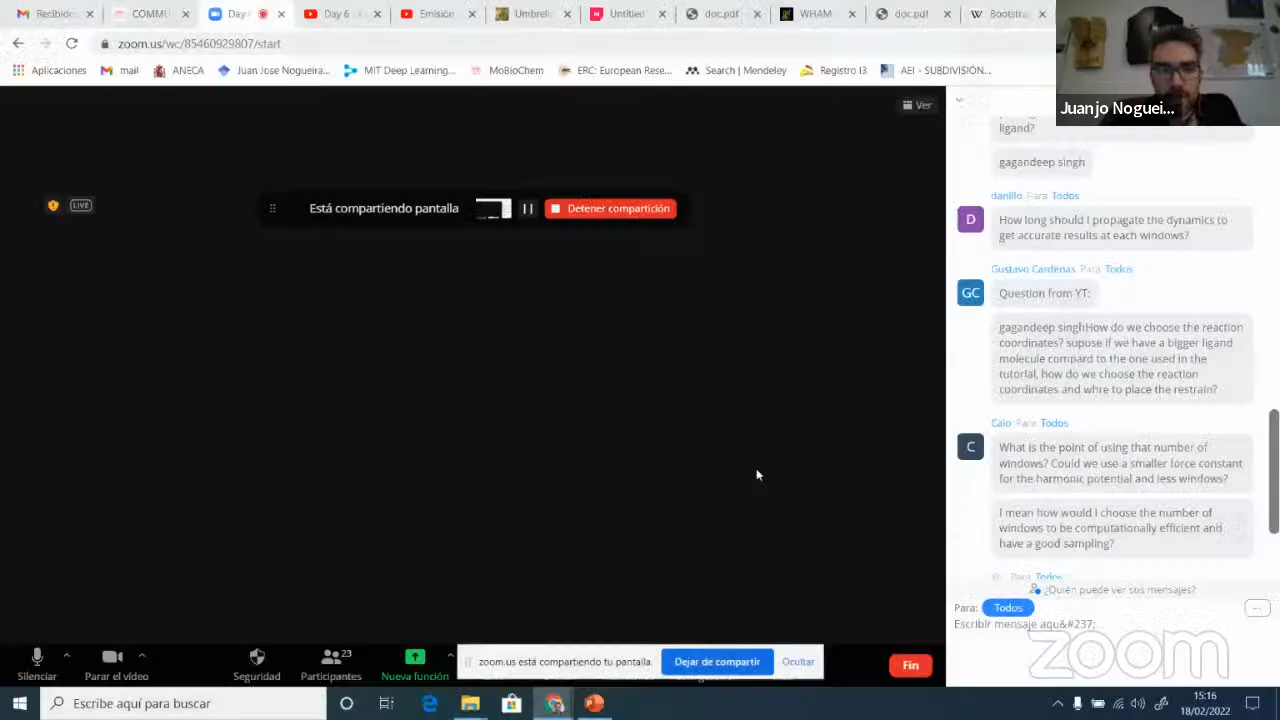 Recibidos
COMMU
Day
Day 6
Emisión
Umbrel
Untitled
doc.pdf
WHAM
doc.pdf
Bootstra
zoom.us/wc/85460929807/start
Aplicaciones
mail
ANECA
Juan Jose Nogueira...
MIT Deep Learning...
MoBioChem
ERC: European Rese...
Search | Mendeley
Registro I3
AEI - SUBDIVISIÓN...
Juanjo Noguei...
Ver
LIVE
Está compartiendo pantalla
Detener compartición
ligand?
gagandeep singh
danillo Para Todos
D
How long should I propagate the dynamics to
get accurate results at each windows?
Gustavo Cardenas Para Todos
GC
Question from YT:
gagandeep singhHow do we choose the reaction
coordinates? supose if we have a bigger ligand
molecule compard to the one used in the
tutorial, how do we choose the reaction
coordinates and whre to place the restrain?
Caio Para Todos
C
What is the point of using that number of
windows? Could we use a smaller force constant
for the harmonic potential and less windows?
I mean how would I choose the number of
windows to be computationally efficient and
have a good sampling?
Para Todos
¿Quién puede ver sus mensajes?
Para: Todos
Escribir mensaje aqu&#237;
zoom
Silenciar
Parar el vídeo
Seguridad
23
Participantes
Nueva función
zoom.us está compartiendo tu pantalla.
Dejar de compartir
Ocultar
Fin
Escribe aquí para buscar
15:16
18/02/2022